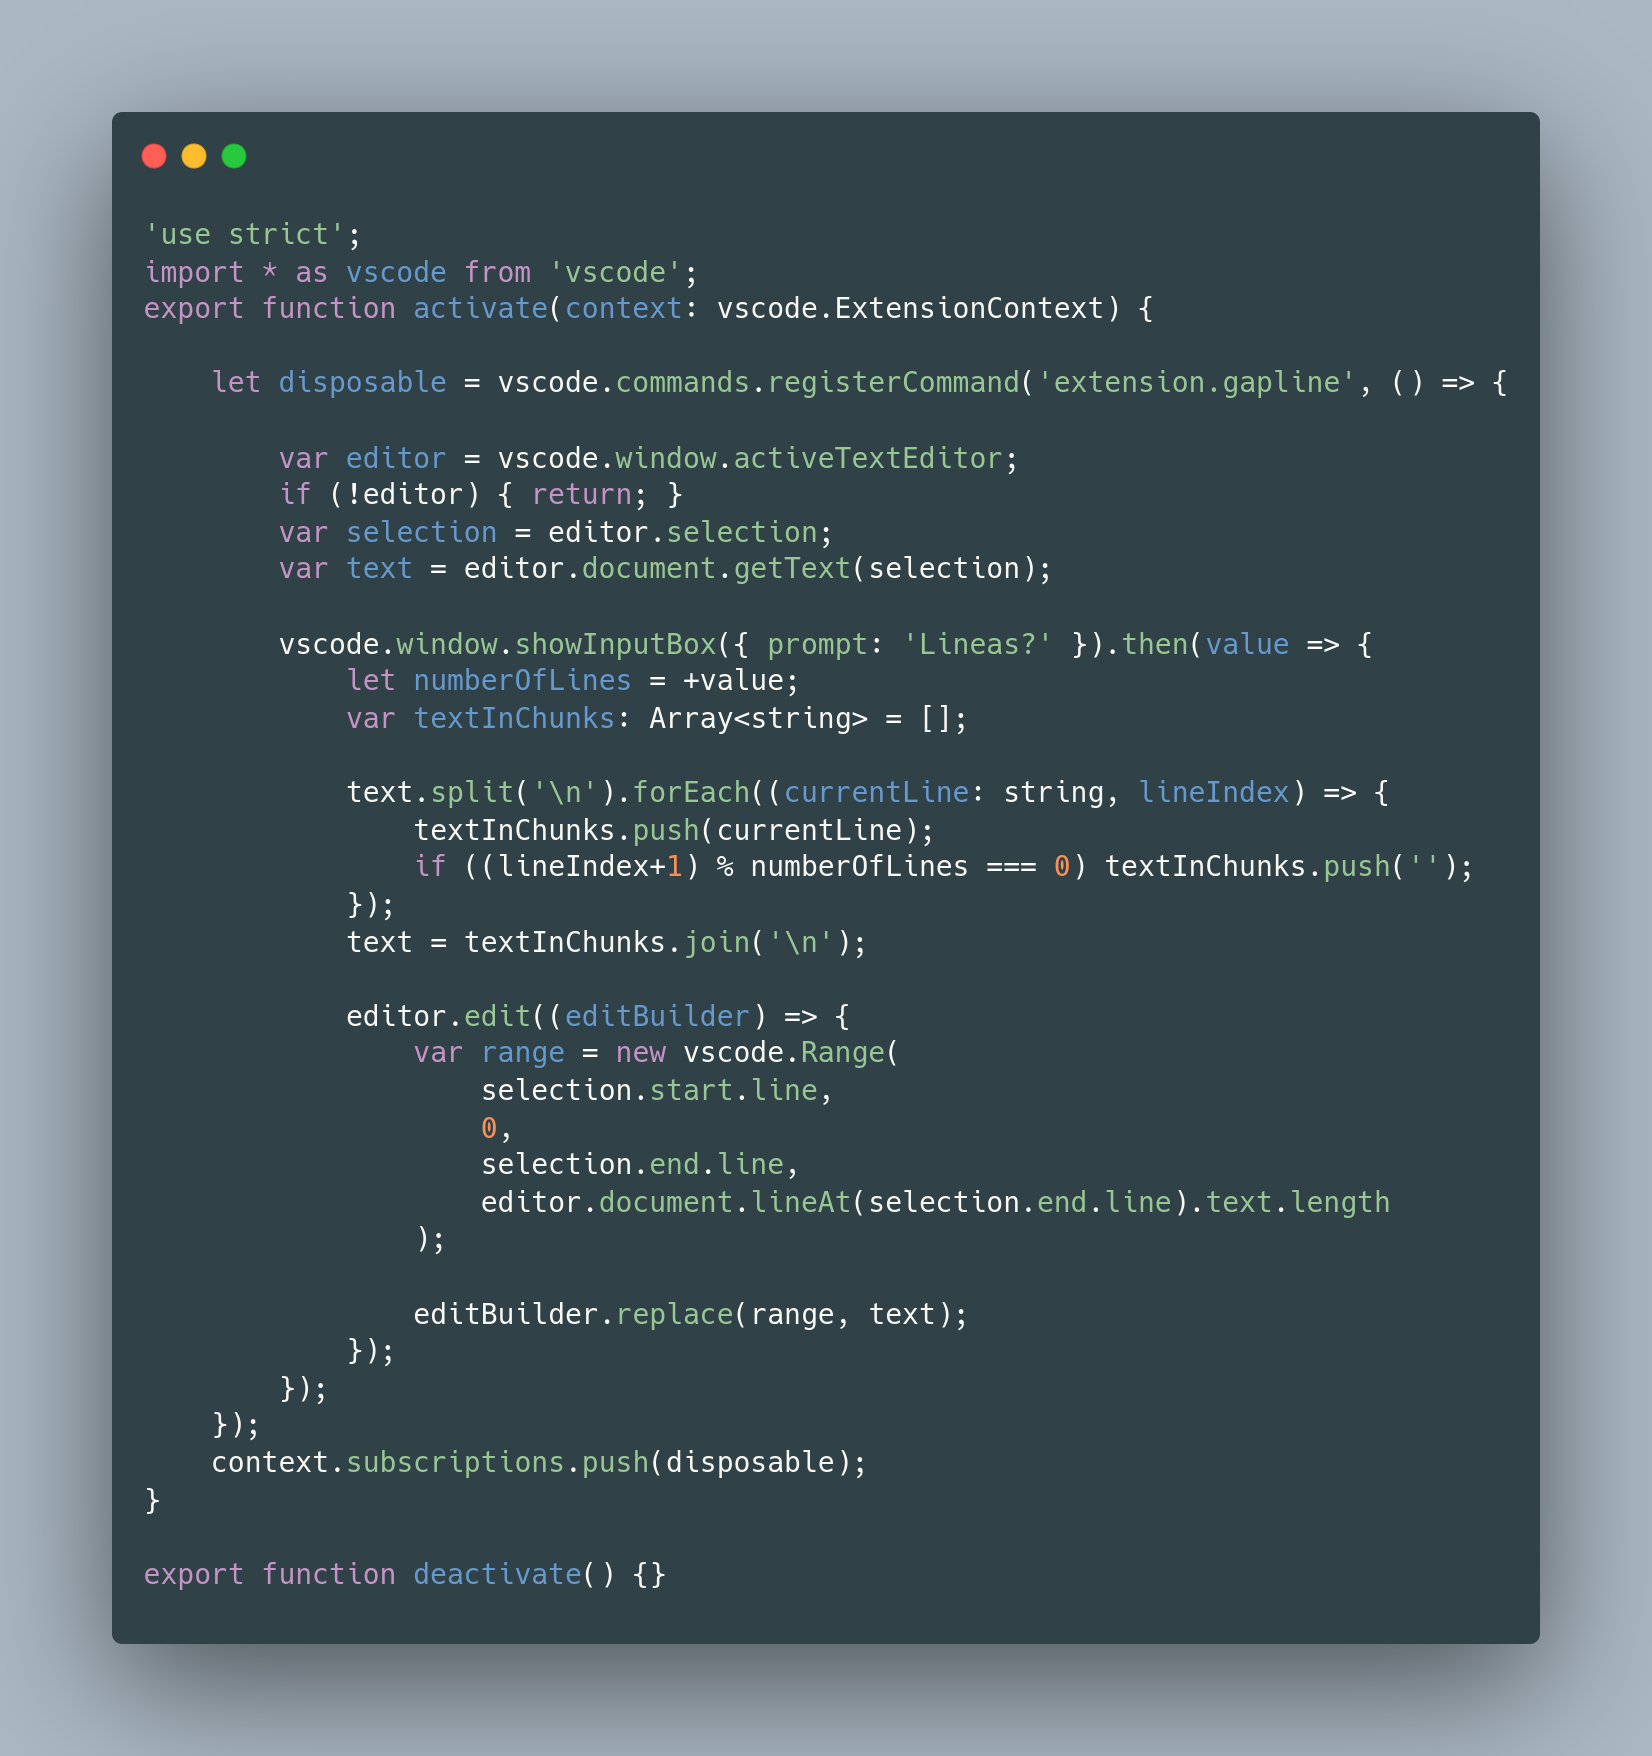 'use strict';
import * as vscode from 'vscode';
export function activate(context: vscode.ExtensionContext) {

    let disposable = vscode.commands.registerCommand('extension.gapline', () => {

        var editor = vscode.window.activeTextEditor;
        if (!editor) { return; }
        var selection = editor.selection;
        var text = editor.document.getText(selection);

        vscode.window.showInputBox({ prompt: 'Lineas?' }).then(value => {
            let numberOfLines = +value;
            var textInChunks: Array<string> = [];

            text.split('\n').forEach((currentLine: string, lineIndex) => {
                textInChunks.push(currentLine);
                if ((lineIndex+1) % numberOfLines === 0) textInChunks.push('');
            });
            text = textInChunks.join('\n');

            editor.edit((editBuilder) => {
                var range = new vscode.Range(
                    selection.start.line,
                    0,
                    selection.end.line,
                    editor.document.lineAt(selection.end.line).text.length
                );

                editBuilder.replace(range, text);
            });
        });
    });
    context.subscriptions.push(disposable);
}

export function deactivate() {}